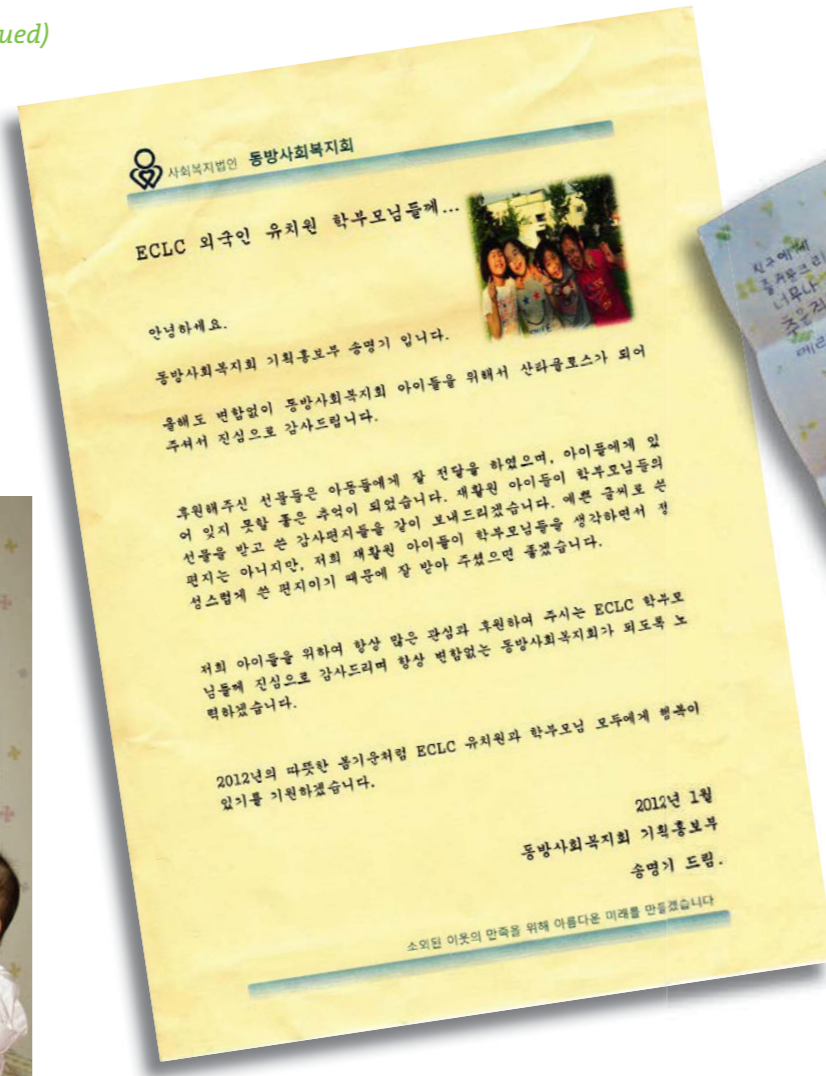 ued)
사회복지법인 동방사회복지회
ECLC 외국인 유치원 학부모님들께...
안녕하세요.
동방사회복지회 기획홍보부 송명기 입니다.
올해도 변함없이 동방사회복지회 아이들을 위해서 산타클로스가 되어
주셔서 진심으로 감사드립니다.
후원해주신 선물들은 아동들에게 잘 전달을 하였으며, 아이들에게 있
어 잊지 못할 좋은 추억이 되었습니다. 재활원 아이들이 학부모님들의
선물을 받고 쓴 감사편지들을 같이 보내드리겠습니다. 예쁜 글씨로 쓴
편지는 아니지만, 저희 재활원 아이들이 학부모님들을 생각하면서 정
성스럽게 쓴 편지이기 때문에 잘 받아 주셨으면 좋겠습니다.
저희 아이들을 위하여 항상 많은 관심과 후원하여 주시는 ECLC 학부모
님들께 진심으로 감사드리며 항상 변함없는 동방사회복지회가 되도록 노
력하겠습니다.
2012년의 따뜻한 봄기운처럼 ECLC 유치원과 학부모님 모두에게 행복이
있기를 기원하겠습니다.
2012년 1월
동방사회복지회 기획홍보부
송명기 드림.
소외된 이웃의 만족을 위해 아름다운 미래를 만들겠습니다
친구에게
너무나